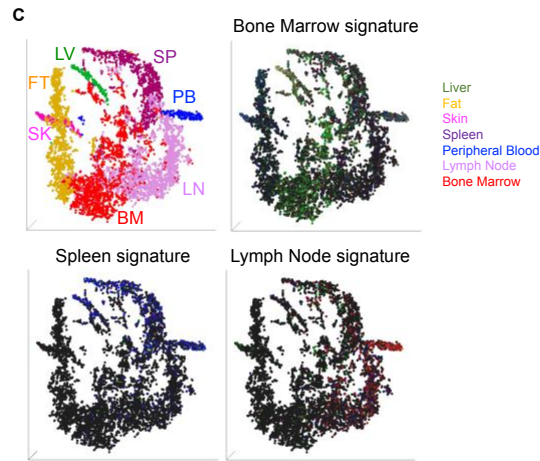 C
Bone Marrow signature
LV
SP
FT
PB
SK
LN
BM
Liver
Fat
Skin
Spleen
Peripheral Blood
Lymph Node
Bone Marrow
Spleen signature
Lymph Node signature